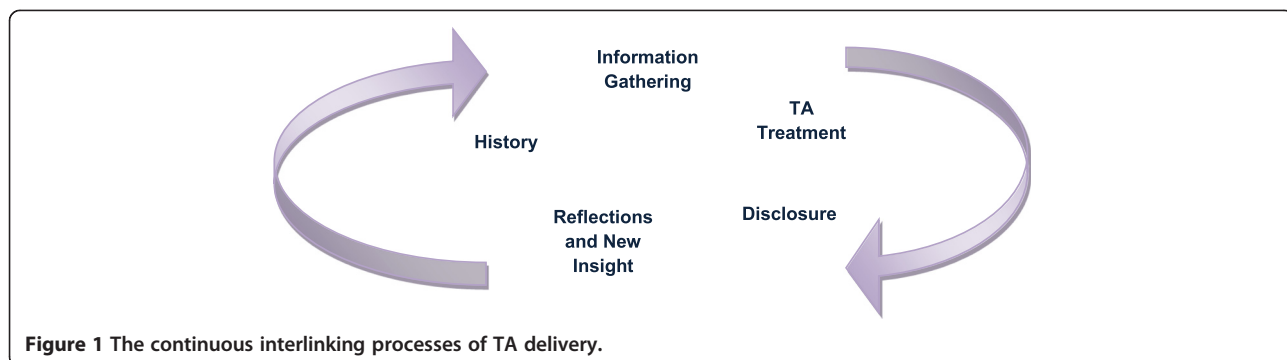 Information
Gathering
TA
Treatment
History
Disclosure
Reflections
and New
Insight
Figure 1 The continuous interlinking processes of TA delivery.